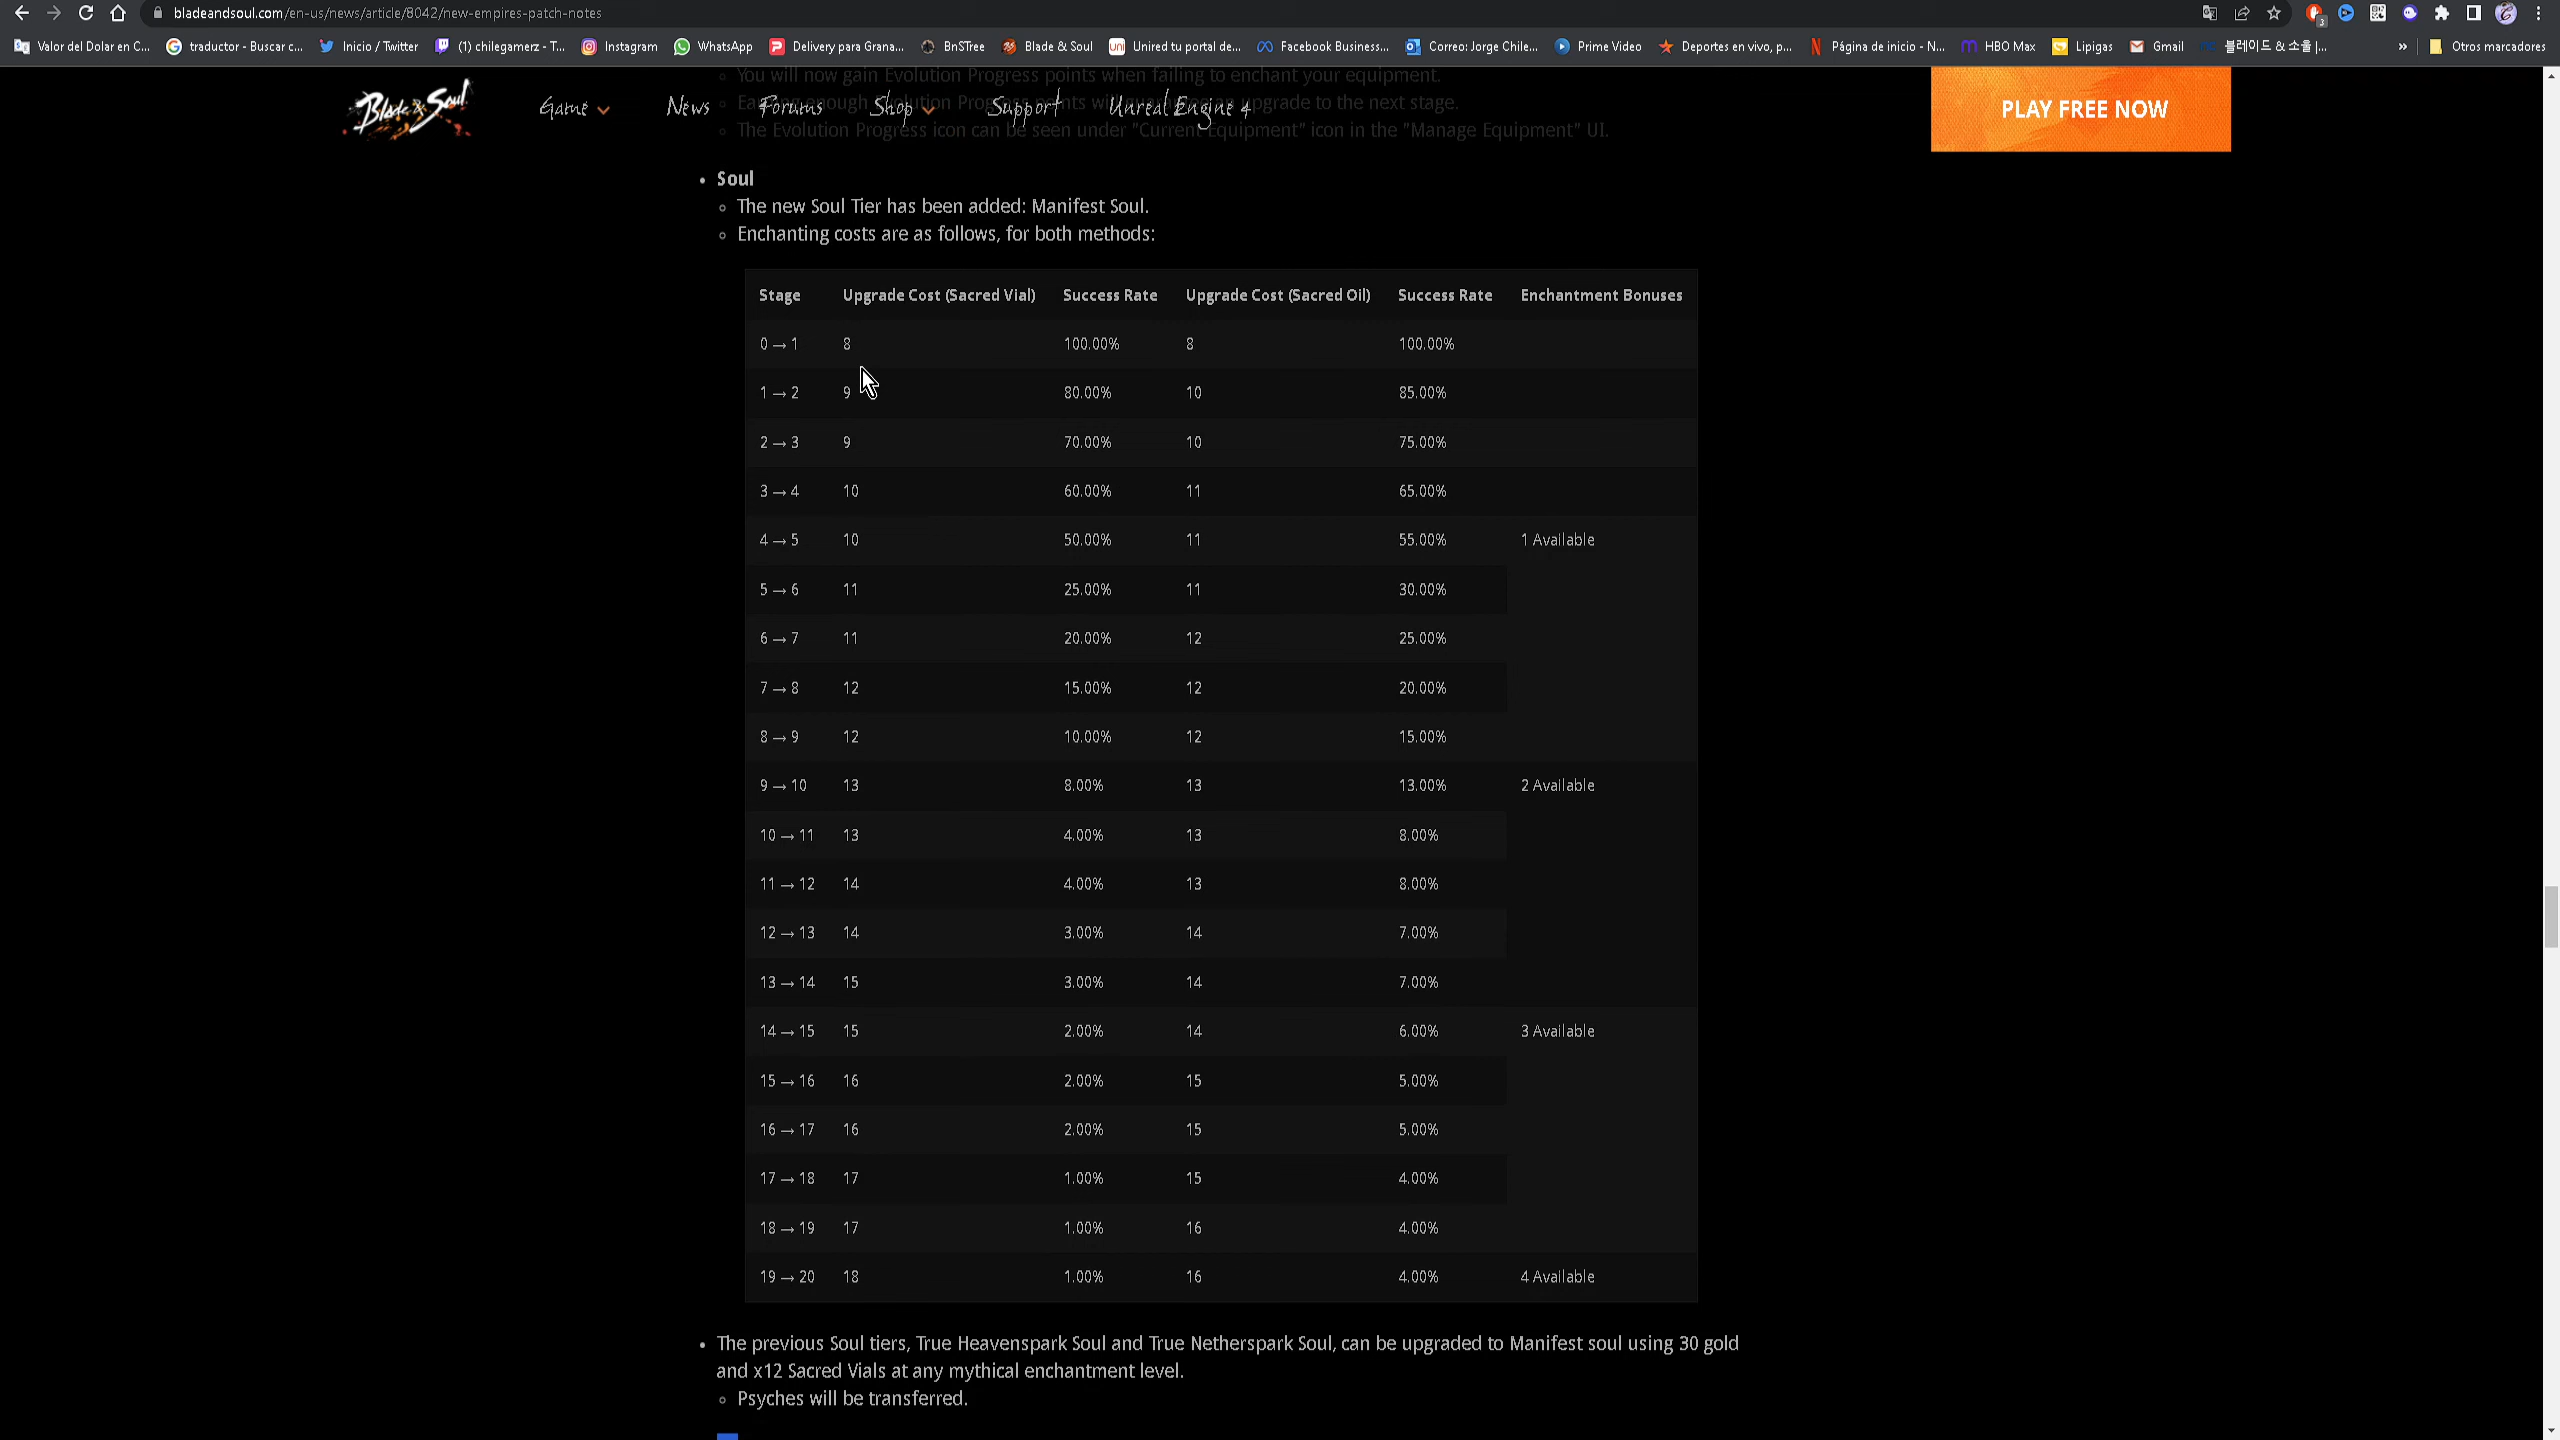 bladeandsoul.com/en-us/news/article/8042/new-empires-patch-notes
3
Valor del Dolar en C... traductor - Buscar c... Inicio / Twitter (1) chilegamerz - T... Instagram WhatsApp Delivery para Grana... BnSTree Blade & Soul Unired tu portal de... Facebook Business... Correo: Jorge Chile... Prime Video Deportes en vivo, p... Página de inicio - N... HBO Max Lipigas Gmail 블레이드 & 소울 |... » Otros marcadores
You will now gain Evolution Progress points when failing to enchant your equipment.
Blade & Soul Game News Forums Shop Support Unreal Engine 4 PLAY FREE NOW
upgrade to the next stage.
The Evolution Progress icon can be seen under "Current Equipment" icon in the "Manage Equipment" UI.
Soul
The new Soul Tier has been added: Manifest Soul.
Enchanting costs are as follows, for both methods:
Stage Upgrade Cost (Sacred Vial) Success Rate Upgrade Cost (Sacred Oil) Success Rate Enchantment Bonuses
0 → 1 8 100.00% 8 100.00%
1 → 2 9 80.00% 10 85.00%
2 → 3 9 70.00% 10 75.00%
3 → 4 10 60.00% 11 65.00%
4 → 5 10 50.00% 11 55.00% 1 Available
5 → 6 11 25.00% 11 30.00%
6 → 7 11 20.00% 12 25.00%
7 → 8 12 15.00% 12 20.00%
8 → 9 12 10.00% 12 15.00%
9 → 10 13 8.00% 13 13.00% 2 Available
10 → 11 13 4.00% 13 8.00%
11 → 12 14 4.00% 13 8.00%
12 → 13 14 3.00% 14 7.00%
13 → 14 15 3.00% 14 7.00%
14 → 15 15 2.00% 14 6.00% 3 Available
15 → 16 16 2.00% 15 5.00%
16 → 17 16 2.00% 15 5.00%
17 → 18 17 1.00% 15 4.00%
18 → 19 17 1.00% 16 4.00%
19 → 20 18 1.00% 16 4.00% 4 Available
The previous Soul tiers, True Heavenspark Soul and True Netherspark Soul, can be upgraded to Manifest soul using 30 gold
and x12 Sacred Vials at any mythical enchantment level.
Psyches will be transferred.